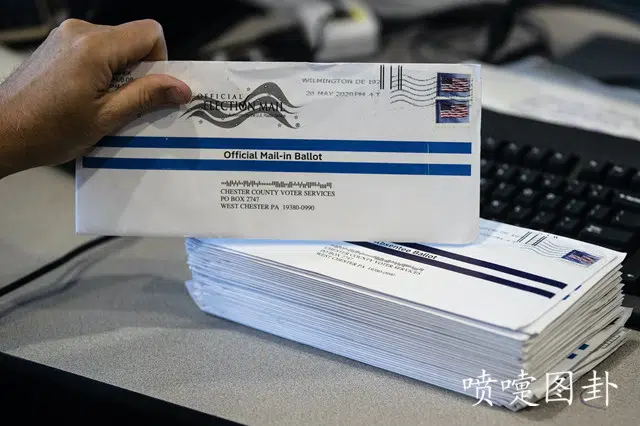 WILMINGTON DE 197
28 MAY 2020 PM 4 T
OFFICIAL
ELECTION MAIL
Official Mail-in Ballot
CHESTER COUNTY VOTER SERVICES
PO BOX 2747
WEST CHESTER PA 19380-0990
Absentee Ballot
CHESTER COUNTY VOTER SERVICES
PO BOX 2747
WEST CHESTER PA 19380-0990
喷嚏图卦